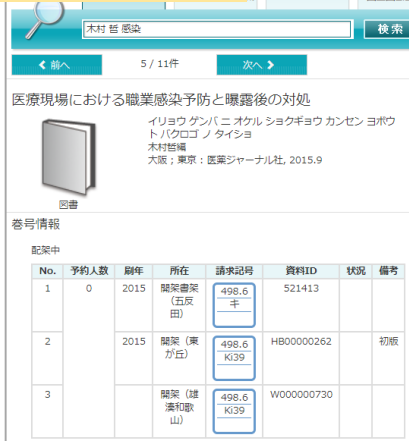 木村 哲 感染
検索
前へ
5 / 11件
次へ
医療現場における職業感染予防と曝露後の対処
イリョウ ゲンバ ニ オケル ショクギョウ カンセン ヨボウ
ト バクロゴ ノ タイショ
木村哲編
大阪 ; 東京 : 医薬ジャーナル社, 2015.9
図書
巻号情報
配架中
No. 予約人数 刷年 所在 請求記号 資料ID 状況 備考
1 0 2015 開架書架 498.6 521413
（五反 キ
田）
2 2015 開架（東 498.6 HB00000262 初版
が丘） Ki39
3 開架（雄 498.6 W000000730
湊和歌 Ki39
山）